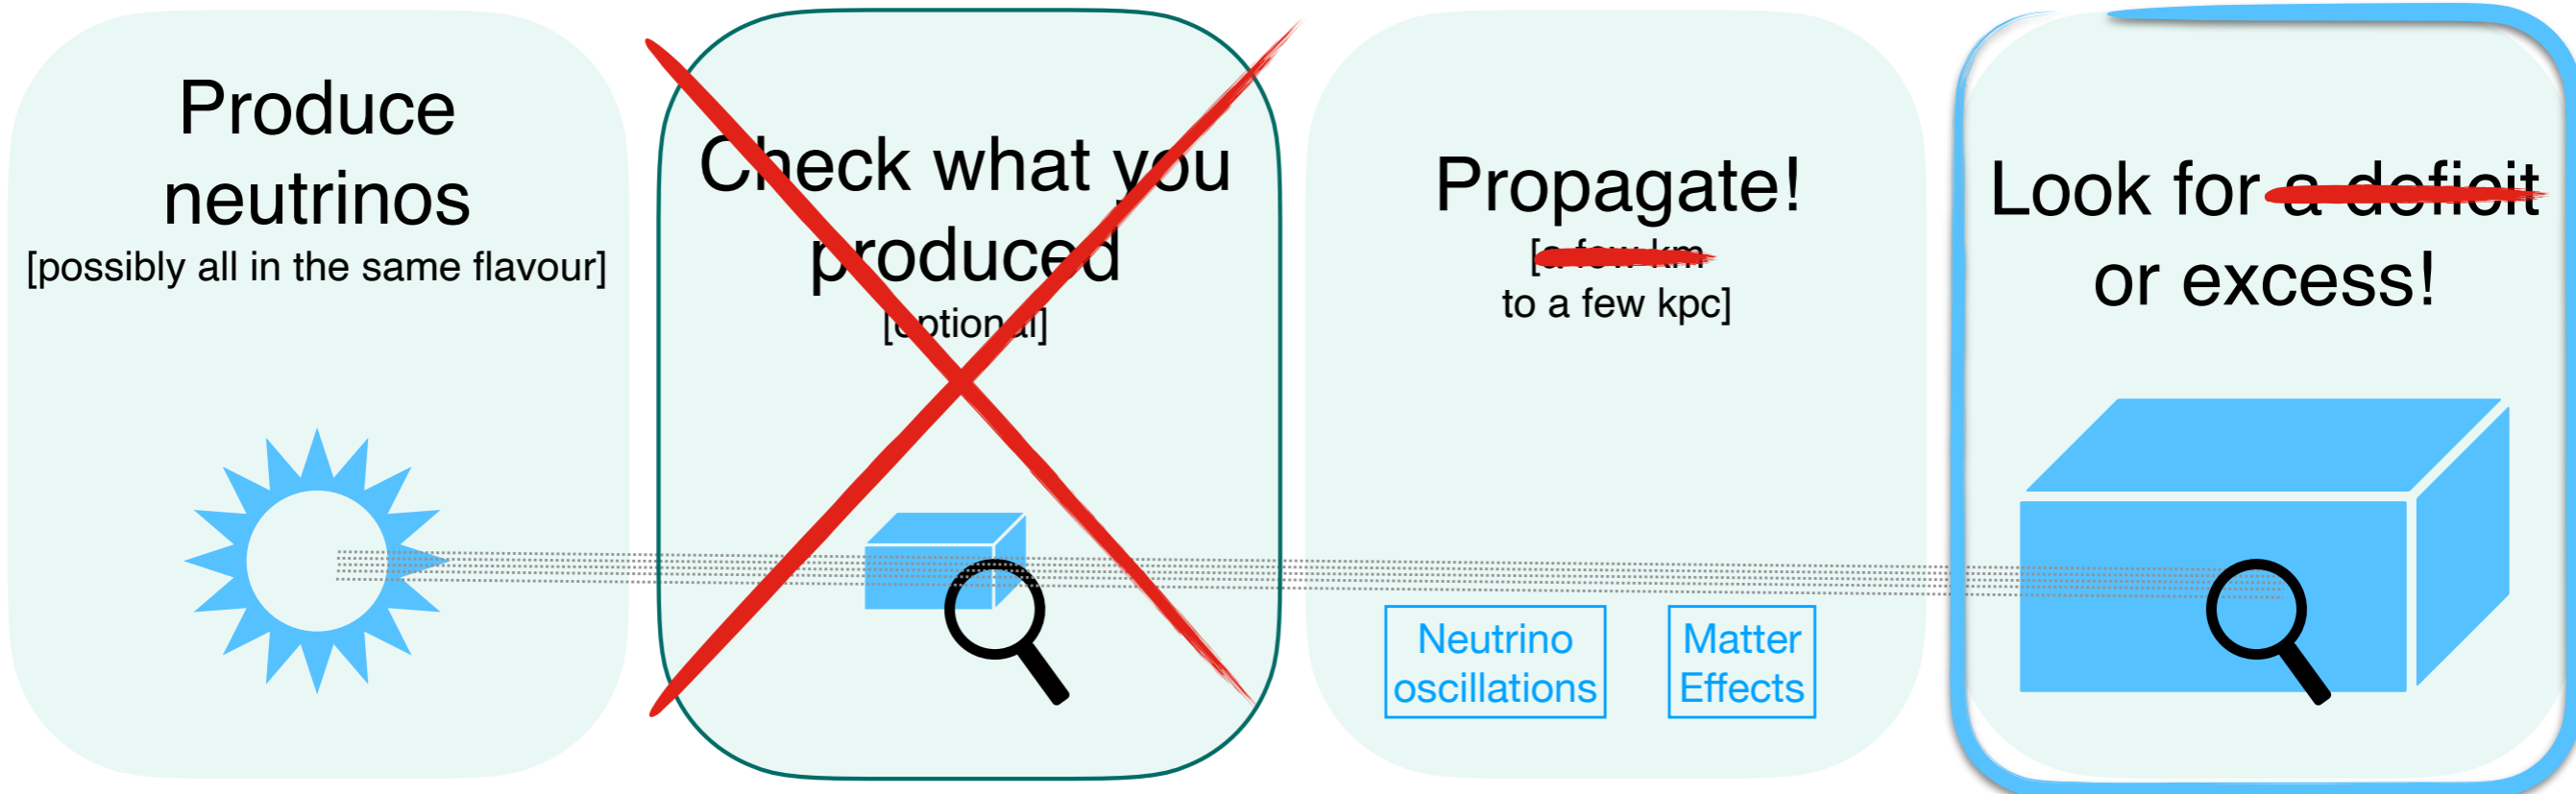 Produce
neutrinos
[possibly all in the same flavour]
Check what you
produced
[optional]
Propagate!
[a few km
to a few kpc]
Neutrino
oscillations
Matter
Effects
Look for a deficit
or excess!